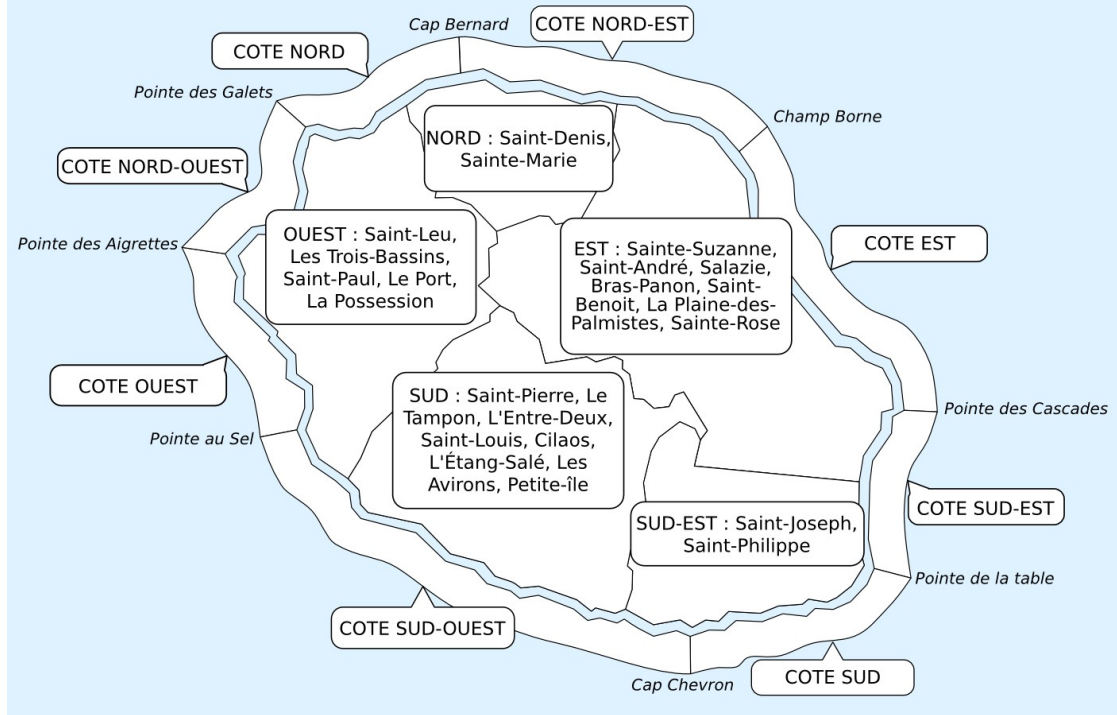 Cap Bernard
COTE NORD-EST
COTE NORD
Pointe des Galets
Champ Borne
NORD : Saint-Denis,
Sainte-Marie
COTE NORD-OUEST
Pointe des Aigrettes
OUEST : Saint-Leu,
Les Trois-Bassins,
Saint-Paul, Le Port,
La Possession
EST : Sainte-Suzanne,
Saint-André, Salazie,
Bras-Panon, Saint-
Benoit, La Plaine-des-
Palmistes, Sainte-Rose
COTE EST
COTE OUEST
SUD : Saint-Pierre, Le
Tampon, L'Entre-Deux,
Saint-Louis, Cilaos,
L'Étang-Salé, Les
Avirons, Petite-île
Pointe des Cascades
Pointe au Sel
COTE SUD-EST
SUD-EST : Saint-Joseph,
Saint-Philippe
Pointe de la table
COTE SUD-OUEST
COTE SUD
Cap Chevron